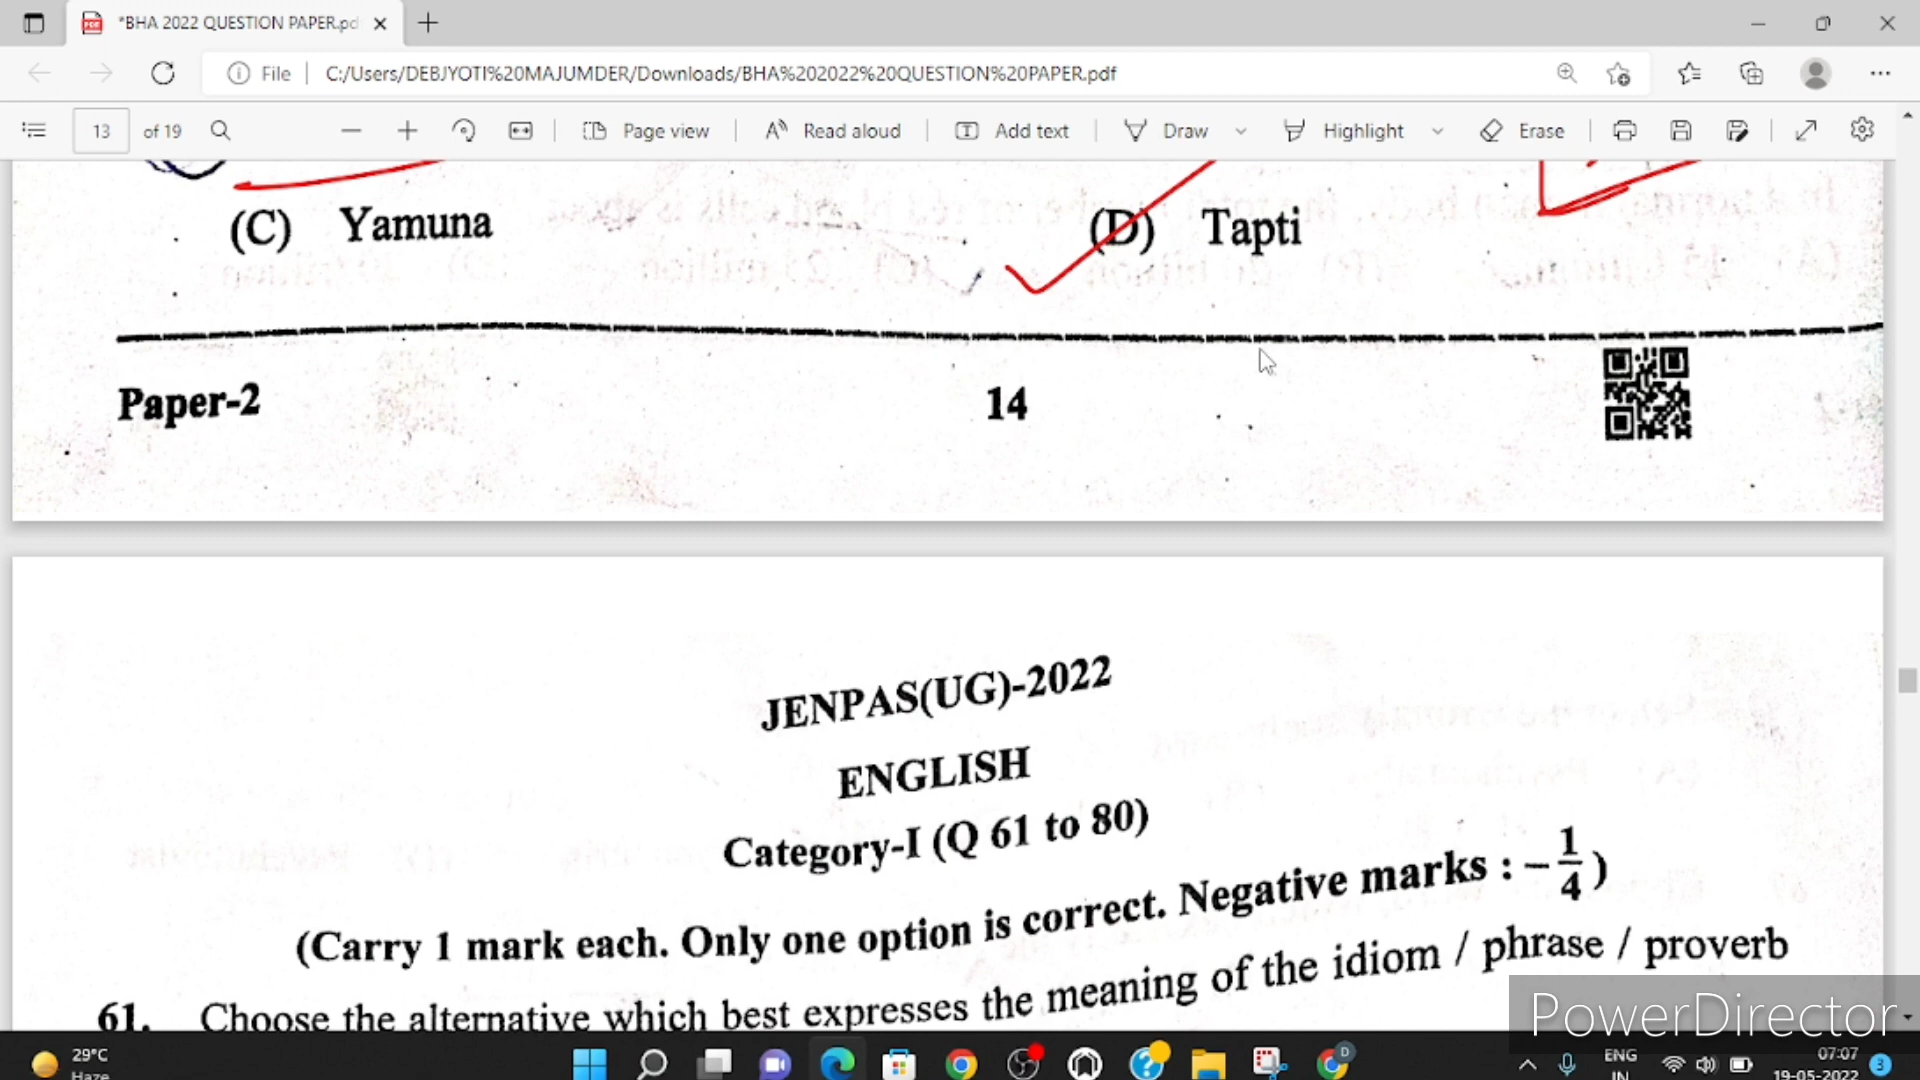 *BHA 2022 QUESTION PAPER.pd
File
C:/Users/DEBJYOTI%20MAJUMDER/Downloads/BHA%202022%20QUESTION%20PAPER.pdf
13 of 19
Page view
Read aloud
Add text
Draw
Highlight
Erase
(C) Yamuna
(D) Tapti
Paper-2
14
JENPAS(UG)-2022
ENGLISH
Category-I (Q 61 to 80)
(Carry 1 mark each. Only one option is correct. Negative marks : – 1/4 )
61. Choose the alternative which best expresses the meaning of the idiom / phrase / proverb
PowerDirector
29°C
Haze
ENG
IN
07:07
19-05-2022
3